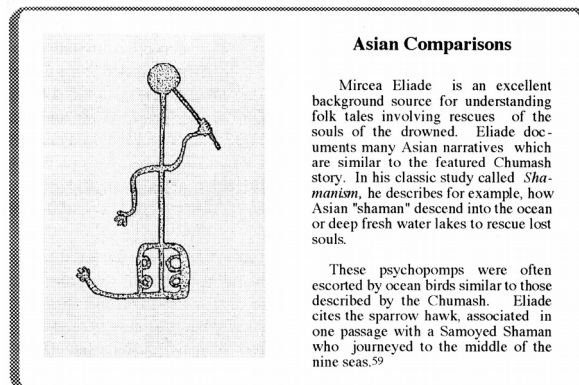 Asian Comparisons
Mircea Eliade is an excellent
background source for understanding
folk tales involving rescues of the
souls of the drowned. Eliade doc-
uments many Asian narratives which
are similar to the featured Chumash
story. In his classic study called Sha-
manism, he describes for example, how
Asian "shaman" descend into the ocean
or deep fresh water lakes to rescue lost
souls.
These psychopomps were often
escorted by ocean birds similar to those
described by the Chumash. Eliade
cites the sparrow hawk, associated in
one passage with a Samoyed Shaman
who journeyed to the middle of the
nine seas.59